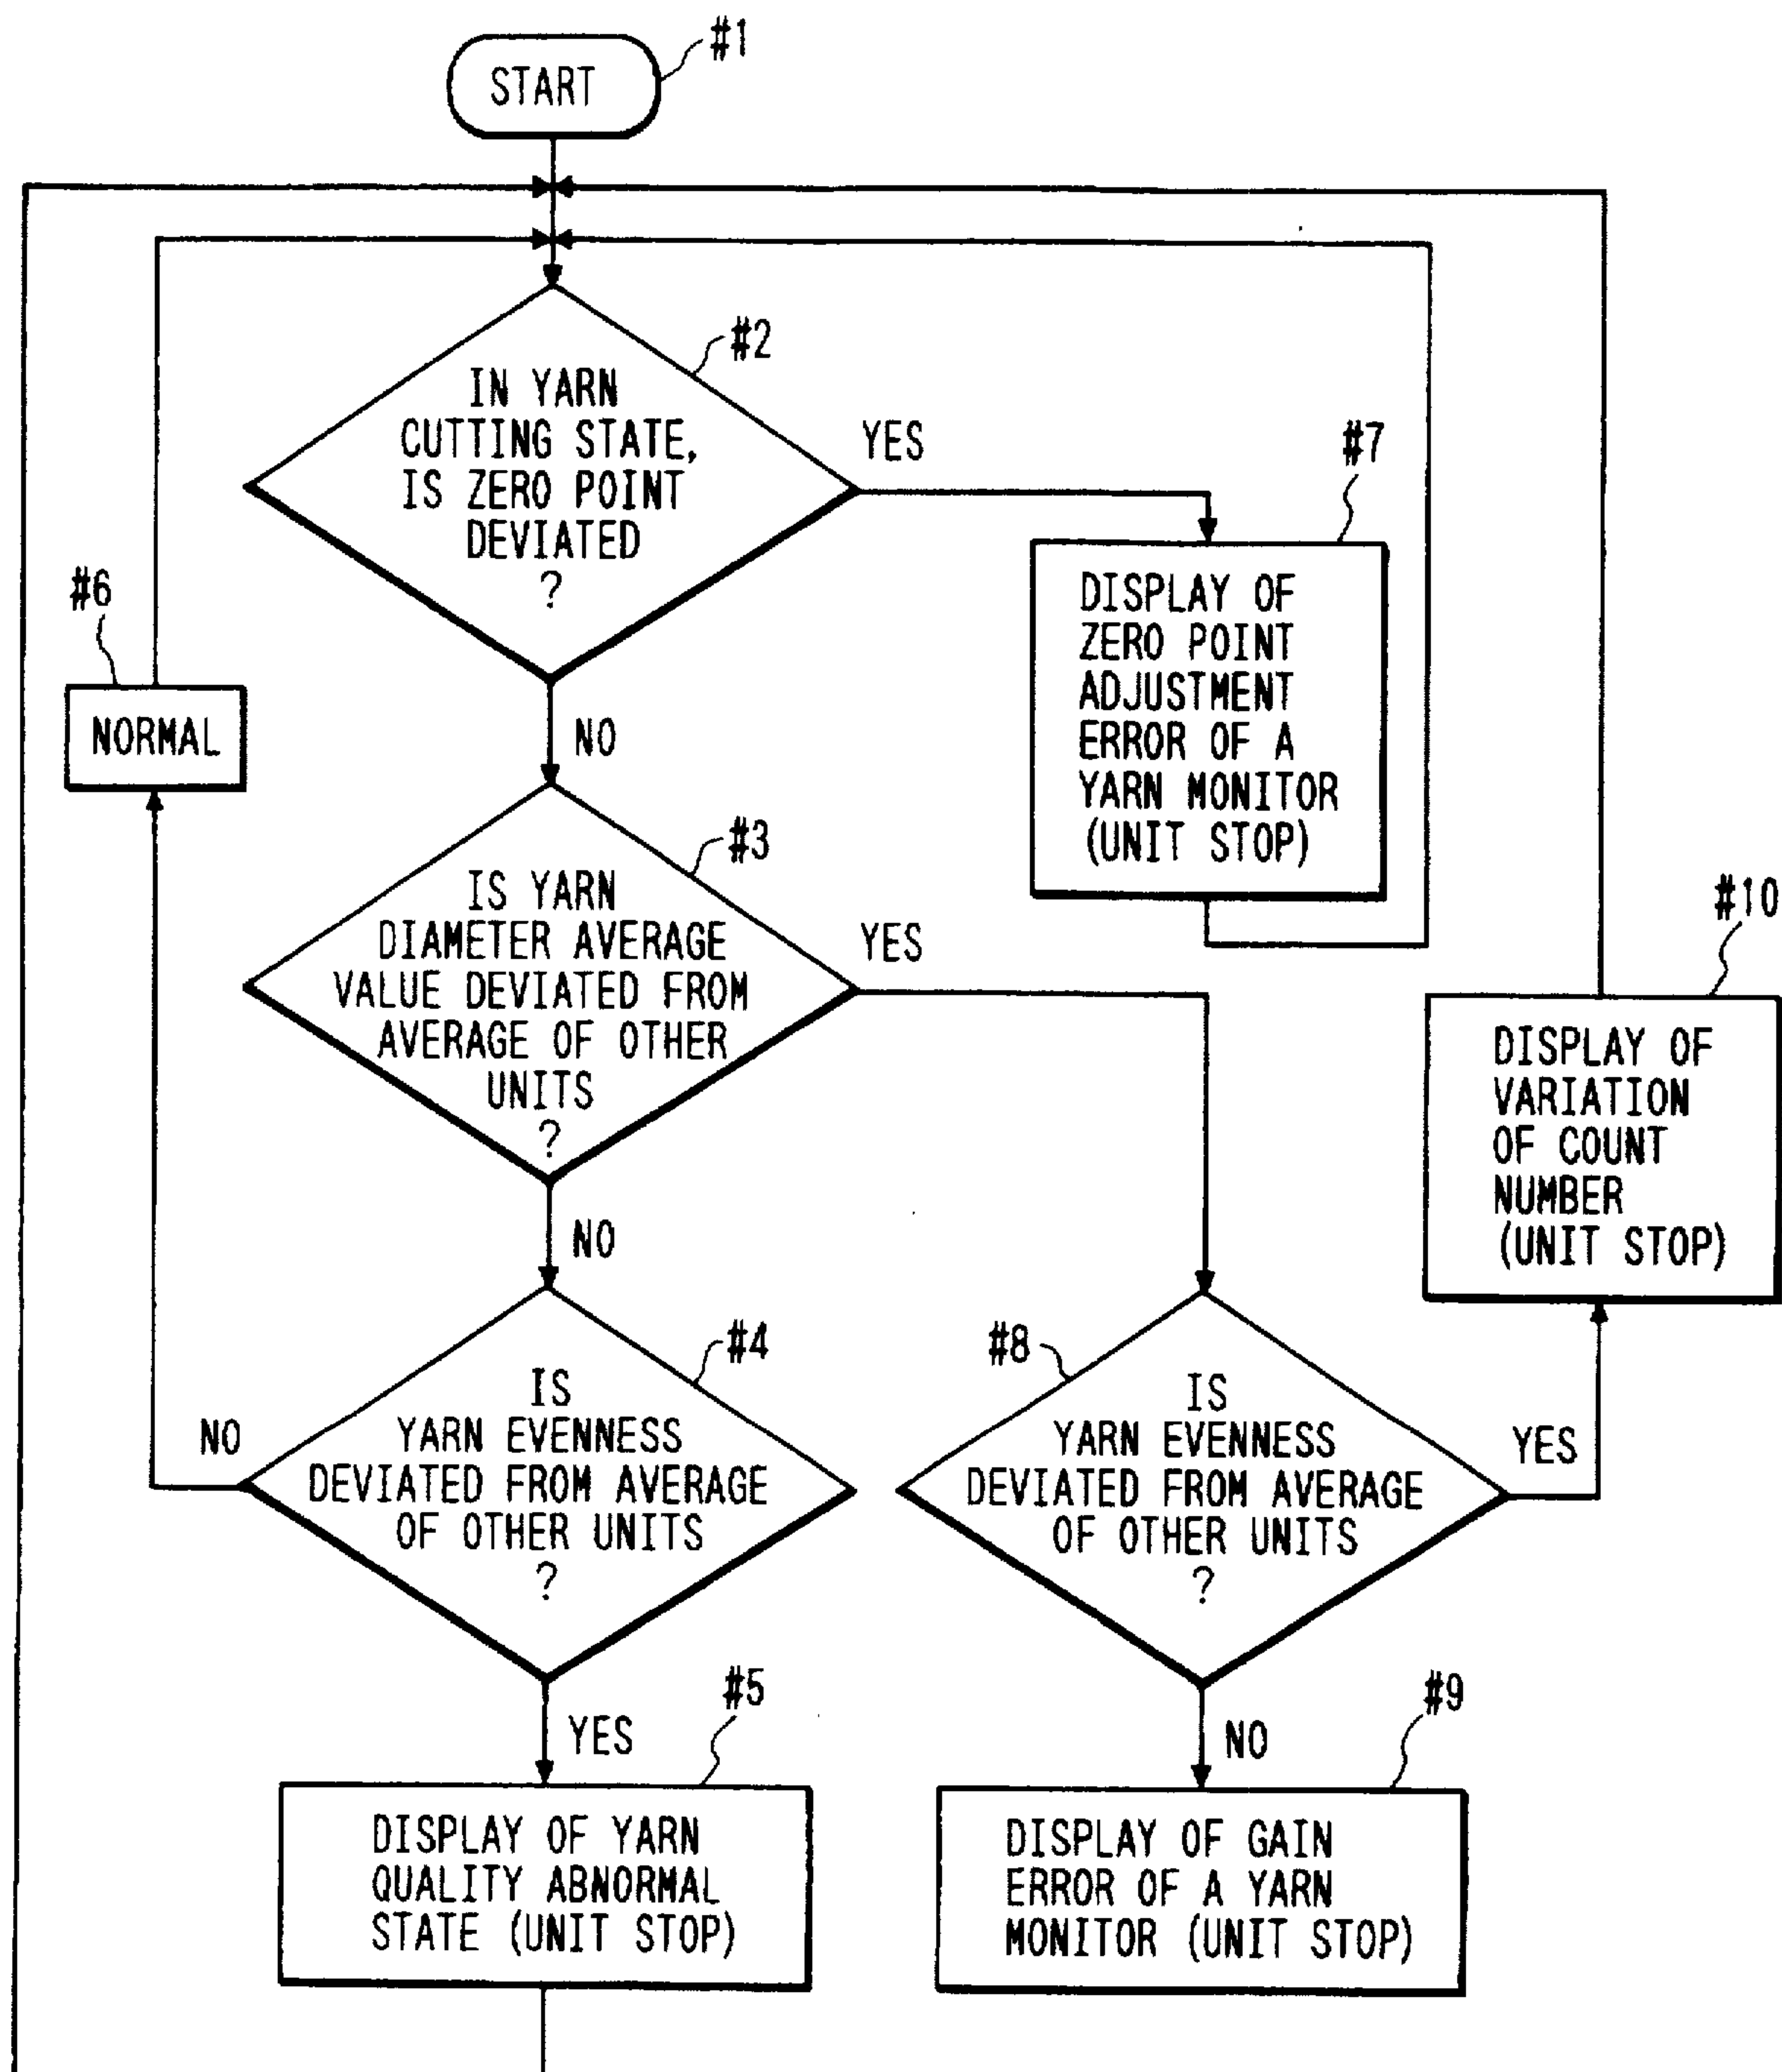 #1
START
#2
IN YARN
CUTTING STATE,
IS ZERO POINT
DEVIATED
?
YES
#7
DISPLAY OF
ZERO POINT
ADJUSTMENT
ERROR OF A
YARN MONITOR
(UNIT STOP)
#6
NORMAL
NO
#3
IS YARN
DIAMETER AVERAGE
VALUE DEVIATED FROM
AVERAGE OF OTHER
UNITS
?
YES
#10
DISPLAY OF
VARIATION
OF COUNT
NUMBER
(UNIT STOP)
NO
#4
IS
YARN EVENNESS
DEVIATED FROM AVERAGE
OF OTHER UNITS
?
NO
#8
IS
YARN EVENNESS
DEVIATED FROM AVERAGE
OF OTHER UNITS
?
YES
YES
#5
DISPLAY OF YARN
QUALITY ABNORMAL
STATE (UNIT STOP)
NO
#9
DISPLAY OF GAIN
ERROR OF A YARN
MONITOR (UNIT STOP)